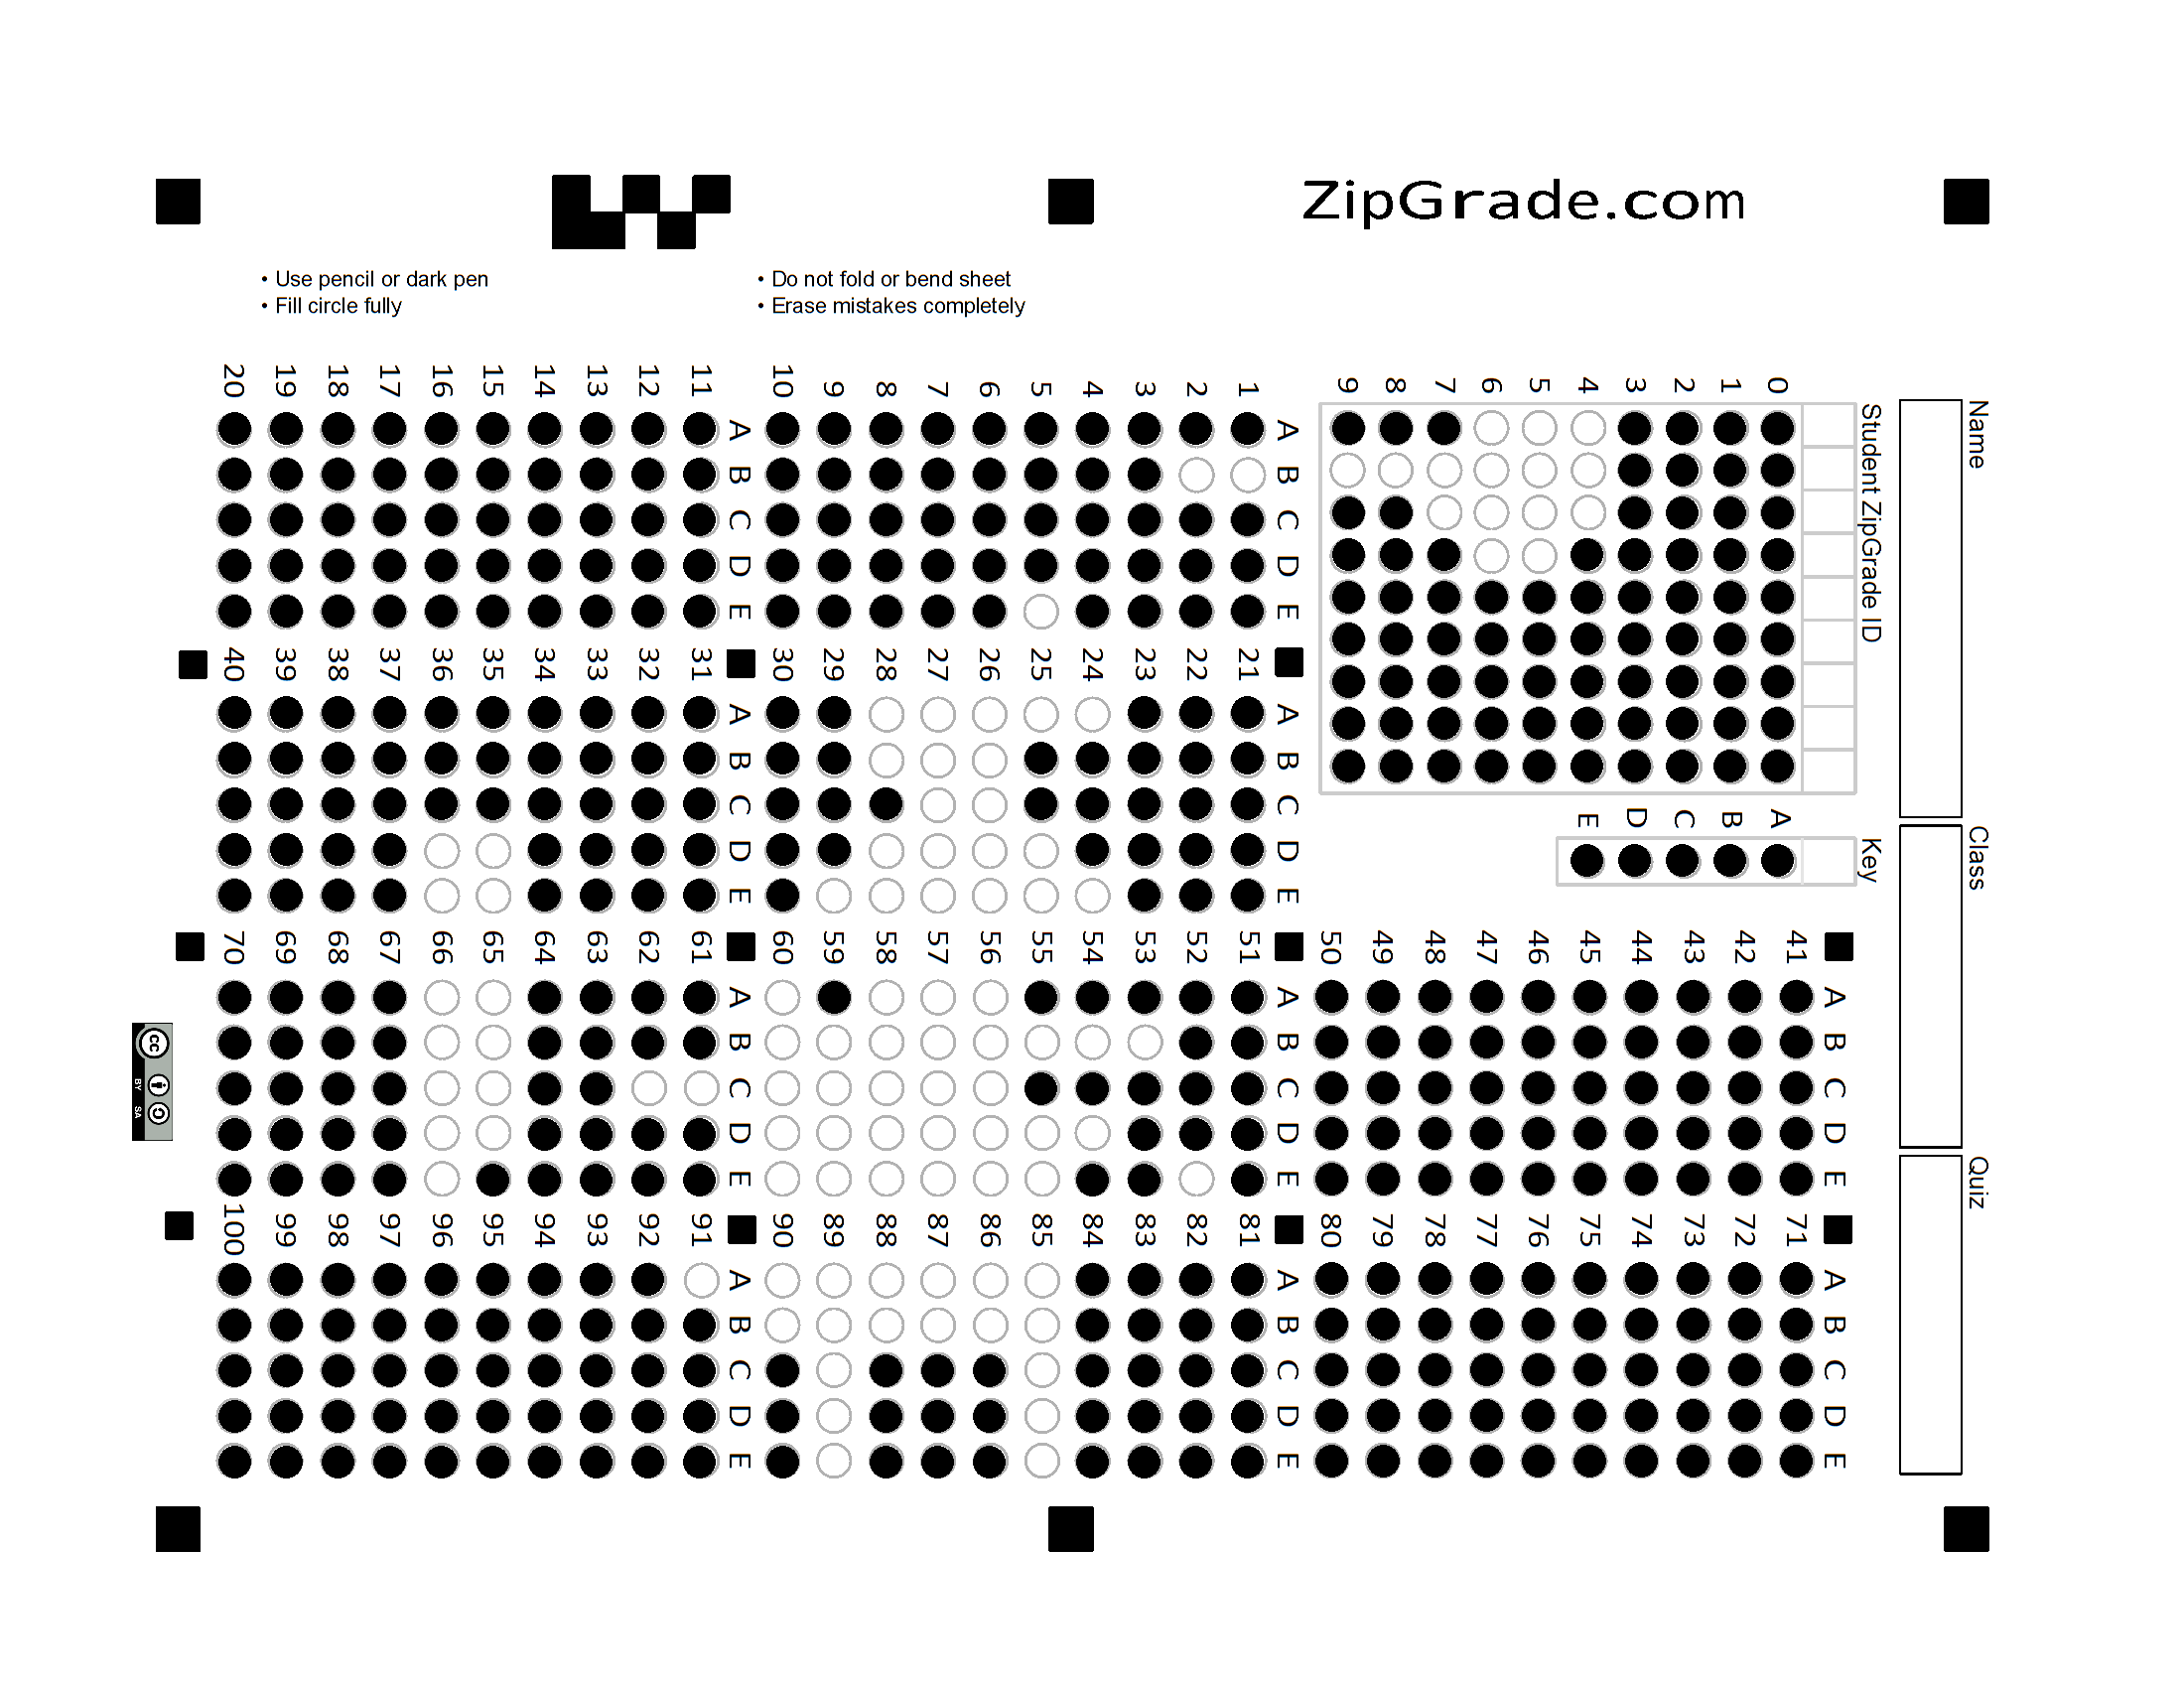 ZipGrade.com
• Use pencil or dark pen
• Fill circle fully
• Do not fold or bend sheet
• Erase mistakes completely
Name
Class
Quiz
Student ZipGrade ID
0 1 2 3 4 5 6 7 8 9
Key
A B C D E
A B C D E
1 2 3 4 5 6 7 8 9 10
A B C D E
11 12 13 14 15 16 17 18 19 20
A B C D E
21 22 23 24 25 26 27 28 29 30
A B C D E
31 32 33 34 35 36 37 38 39 40
A B C D E
41 42 43 44 45 46 47 48 49 50
A B C D E
51 52 53 54 55 56 57 58 59 60
A B C D E
61 62 63 64 65 66 67 68 69 70
A B C D E
71 72 73 74 75 76 77 78 79 80
A B C D E
81 82 83 84 85 86 87 88 89 90
A B C D E
91 92 93 94 95 96 97 98 99 100
cc BY SA